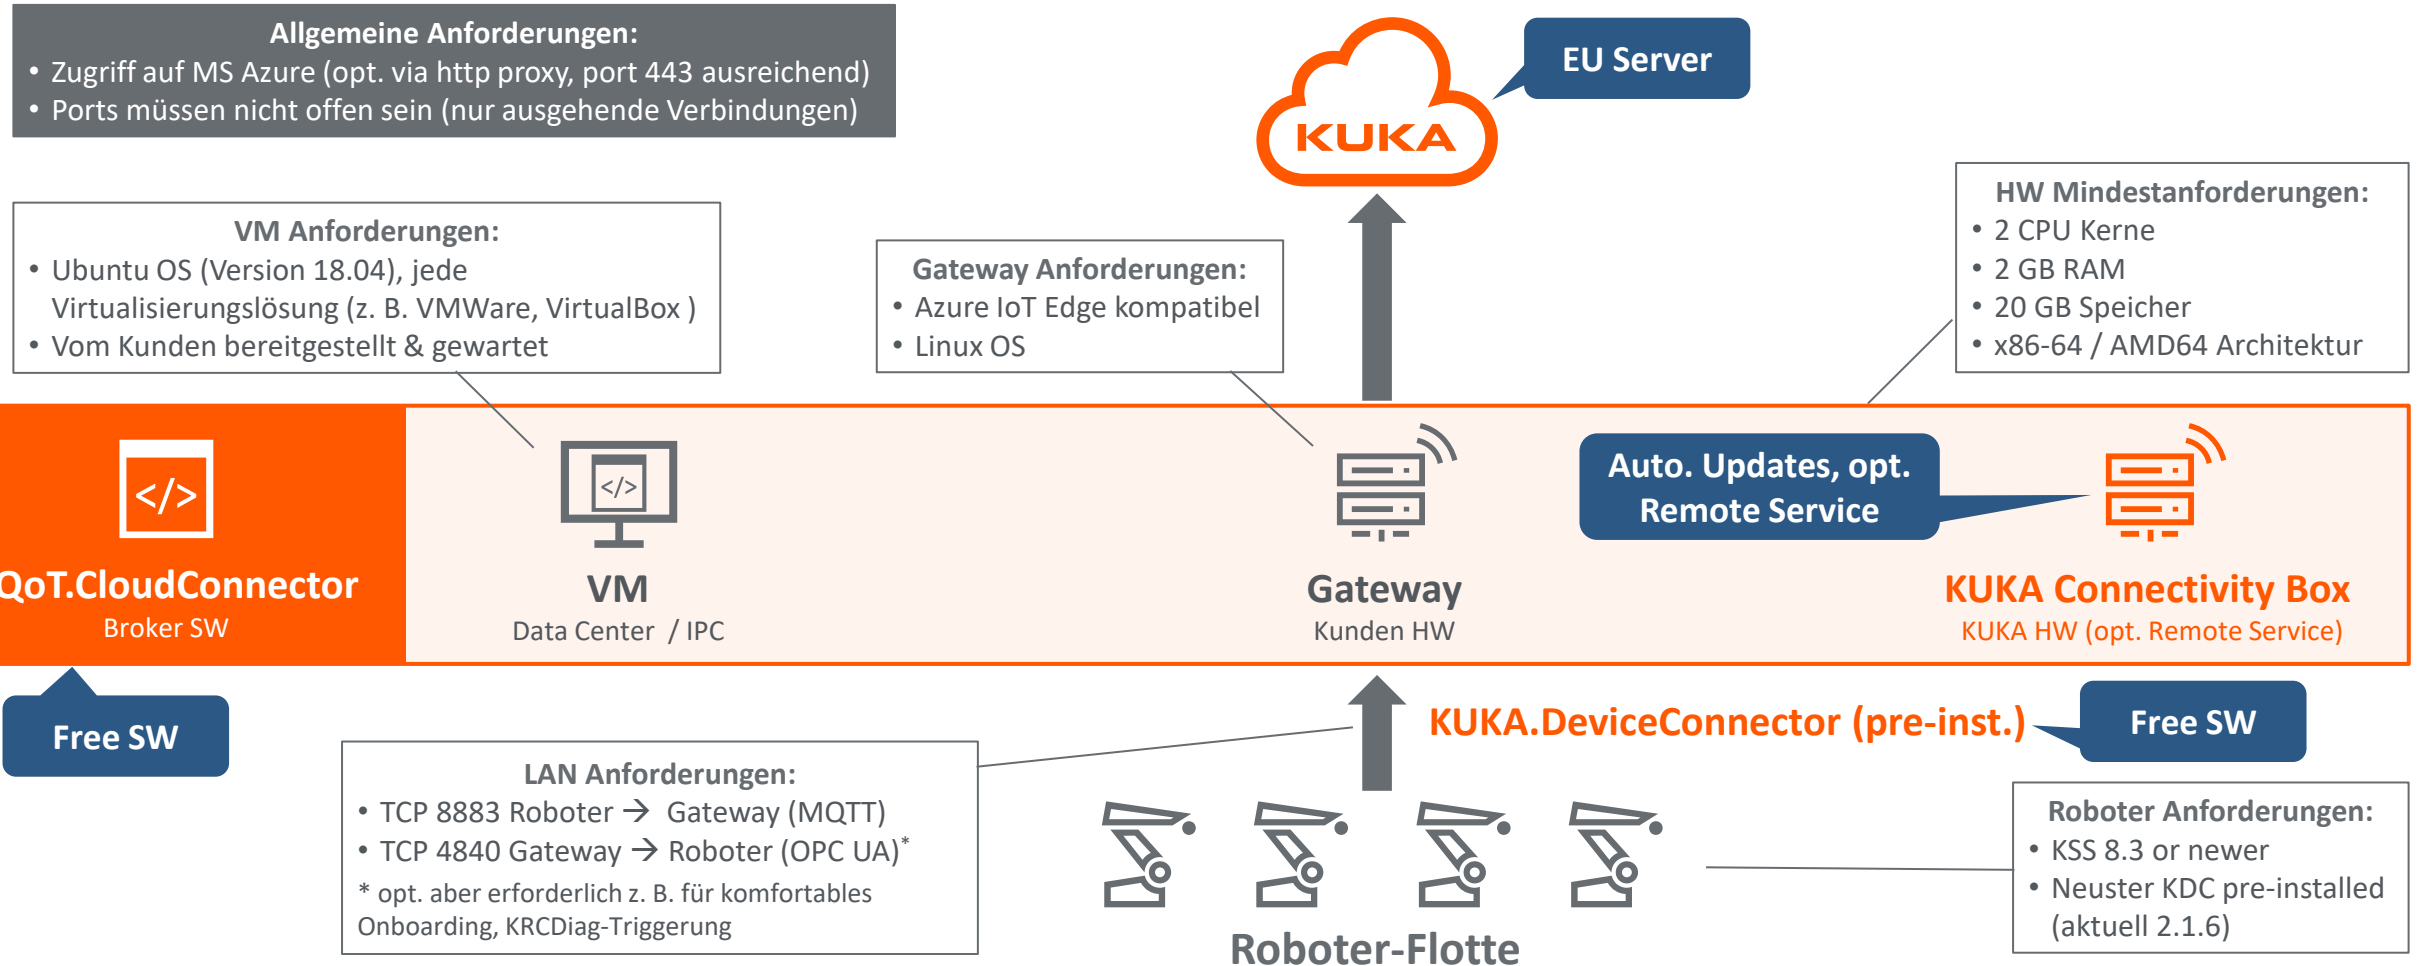 Allgemeine Anforderungen:
• Zugriff auf MS Azure (opt. via http proxy, port 443 ausreichend)
• Ports müssen nicht offen sein (nur ausgehende Verbindungen)
EU Server
KUKA
VM Anforderungen:
• Ubuntu OS (Version 18.04), jede
Virtualisierungslösung (z. B. VMWare, VirtualBox )
• Vom Kunden bereitgestellt & gewartet
Gateway Anforderungen:
• Azure IoT Edge kompatibel
• Linux OS
HW Mindestanforderungen:
• 2 CPU Kerne
• 2 GB RAM
• 20 GB Speicher
• x86-64 / AMD64 Architektur
</>
QoT.CloudConnector
Broker SW
</>
VM
Data Center / IPC
Gateway
Kunden HW
Auto. Updates, opt.
Remote Service
KUKA Connectivity Box
KUKA HW (opt. Remote Service)
Free SW
KUKA.DeviceConnector (pre-inst.)
Free SW
LAN Anforderungen:
• TCP 8883 Roboter → Gateway (MQTT)
• TCP 4840 Gateway → Roboter (OPC UA)*
* opt. aber erforderlich z. B. für komfortables
Onboarding, KRCDiag-Triggerung
Roboter-Flotte
Roboter Anforderungen:
• KSS 8.3 or newer
• Neuster KDC pre-installed
(aktuell 2.1.6)